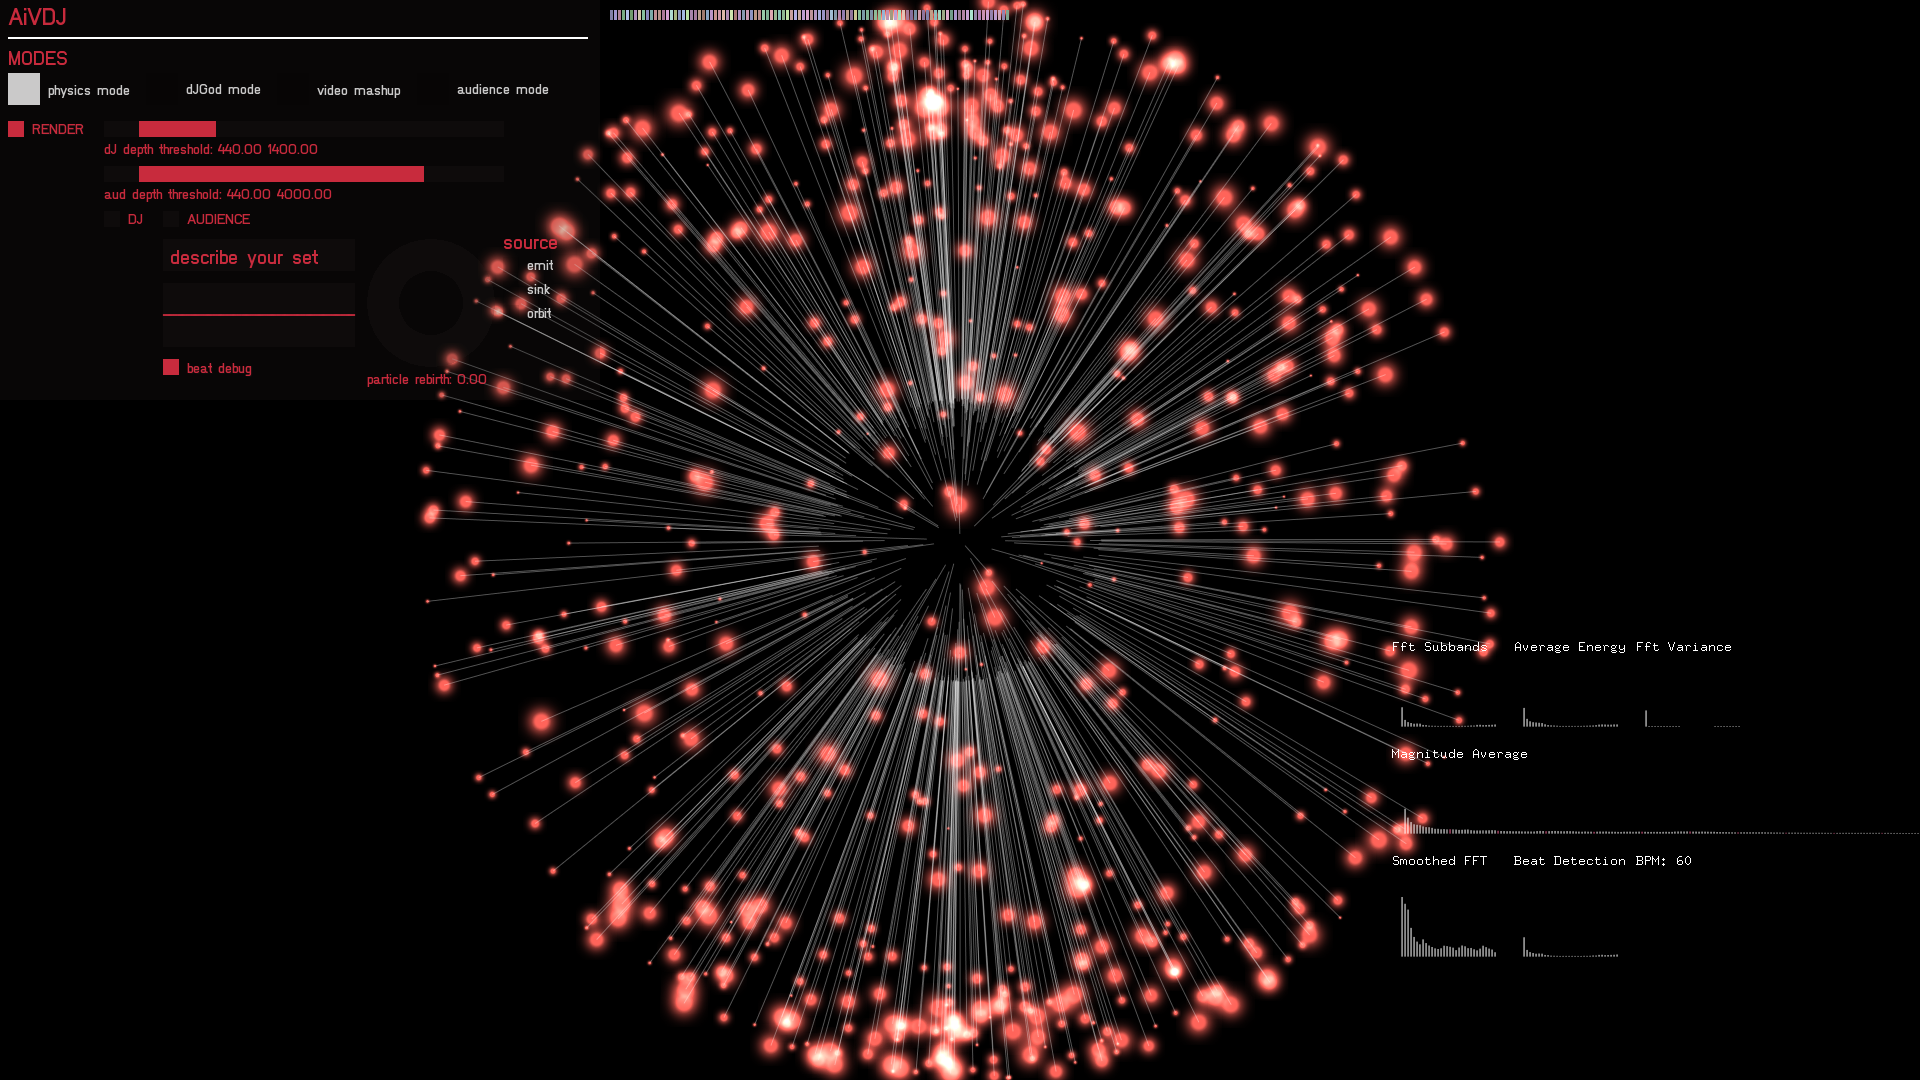 AiVDJ
MODES
physics mode
dJGod mode
video mashup
audience mode
RENDER
dJ depth threshold: 440.00 1400.00
aud depth threshold: 440.00 4000.00
DJ
AUDIENCE
describe your set
source
emit
sink
orbit
beat debug
particle rebirth: 0.00
Fft Subbands
Average Energy
Fft Variance
Magnitude Average
Smoothed FFT
Beat Detection
BPM: 60